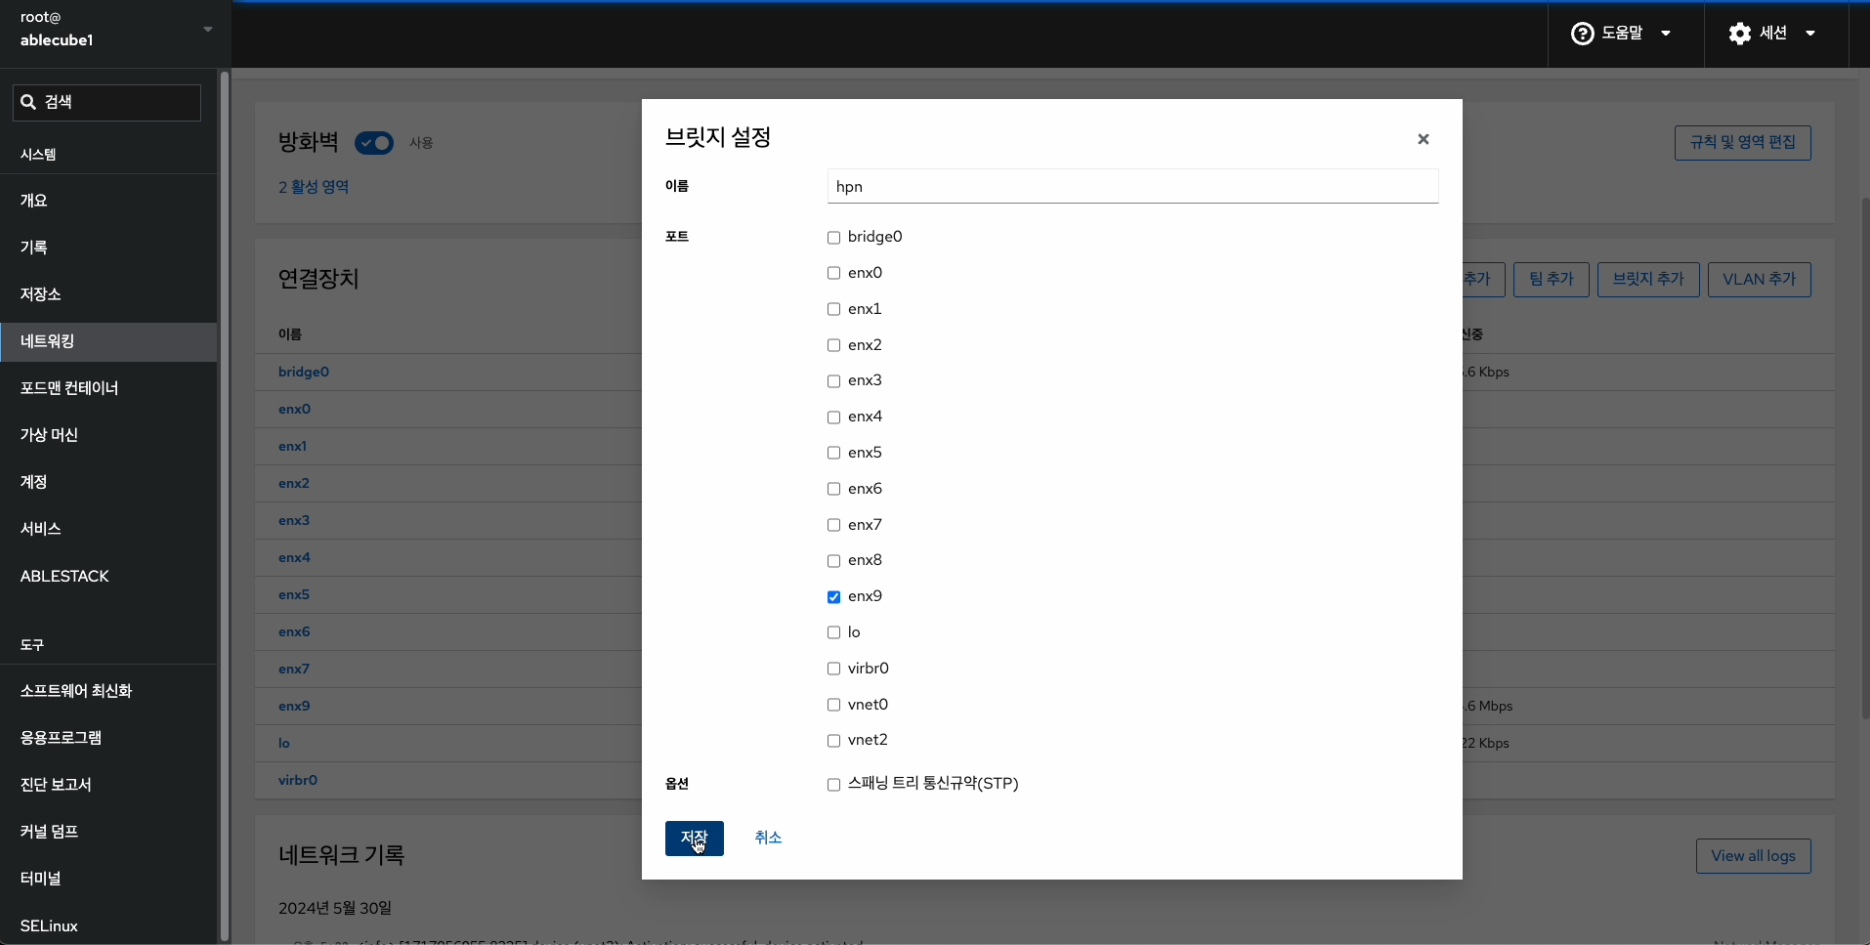 root@
ablecube1
도움말
세션
검색
시스템
개요
기록
저장소
네트워킹
포드맨 컨테이너
가상 머신
계정
서비스
ABLESTACK
도구
소프트웨어 최신화
응용프로그램
진단 보고서
커널 덤프
터미널
SELinux
방화벽
사용
규칙 및 영역 편집
2 활성 영역
연결장치
추가
팀 추가
브릿지 추가
VLAN 추가
이름
신중
bridge0
.6 Kbps
enx0
enx1
enx2
enx3
enx4
enx5
enx6
enx7
enx9
.6 Mbps
lo
22 Kbps
virbr0
네트워크 기록
View all logs
2024년 5월 30일
브릿지 설정
이름
hpn
포트
bridge0
enx0
enx1
enx2
enx3
enx4
enx5
enx6
enx7
enx8
enx9
lo
virbr0
vnet0
vnet2
옵션
스패닝 트리 통신규약(STP)
저장
취소